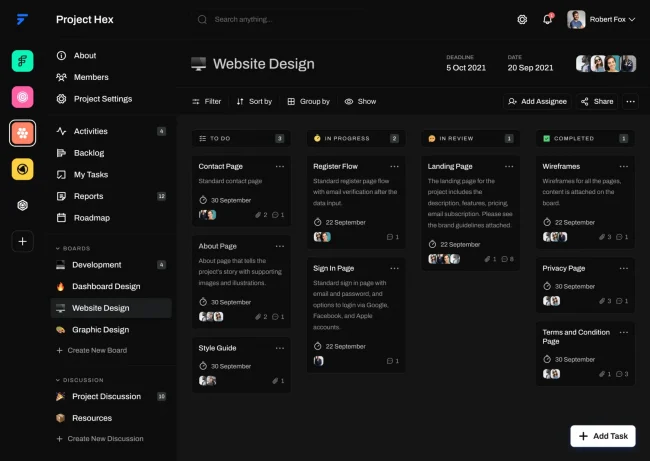 Project Hex
Search anything...
Robert Fox
About
Members
Project Settings
Activities 4
Backlog
My Tasks
Reports 12
Roadmap
BOARDS
Development 4
Dashboard Design
Website Design
Graphic Design
Create New Board
DISCUSSION
Project Discussion 10
Resources
Create New Discussion
Website Design
DEADLINE
5 Oct 2021
DATE
20 Sep 2021
Filter
Sort by
Group by
Show
Add Assignee
Share
TO DO 3
Contact Page
Standard contact page
30 September
2 1
About Page
About page that tells the
project's story with supporting
images and illustrations.
30 September
2 1
Style Guide
30 September
1
IN PROGRESS 2
Register Flow
Standard register page flow
with email verification after the
data input.
22 September
1
Sign In Page
Standard sign in page with
email and password, and
options to login via Google,
Facebook, and Apple
accounts.
22 September
1
IN REVIEW 1
Landing Page
The landing page for the
project includes the
description, features, pricing,
email subscription. Please see
the brand guidelines attached.
22 September
1 8
COMPLETED 1
Wireframes
Wireframes for all the pages,
content is attached on the
board.
22 September
3 1
Privacy Page
30 September
3 1
Terms and Condition
Page
30 September
1 3
Add Task